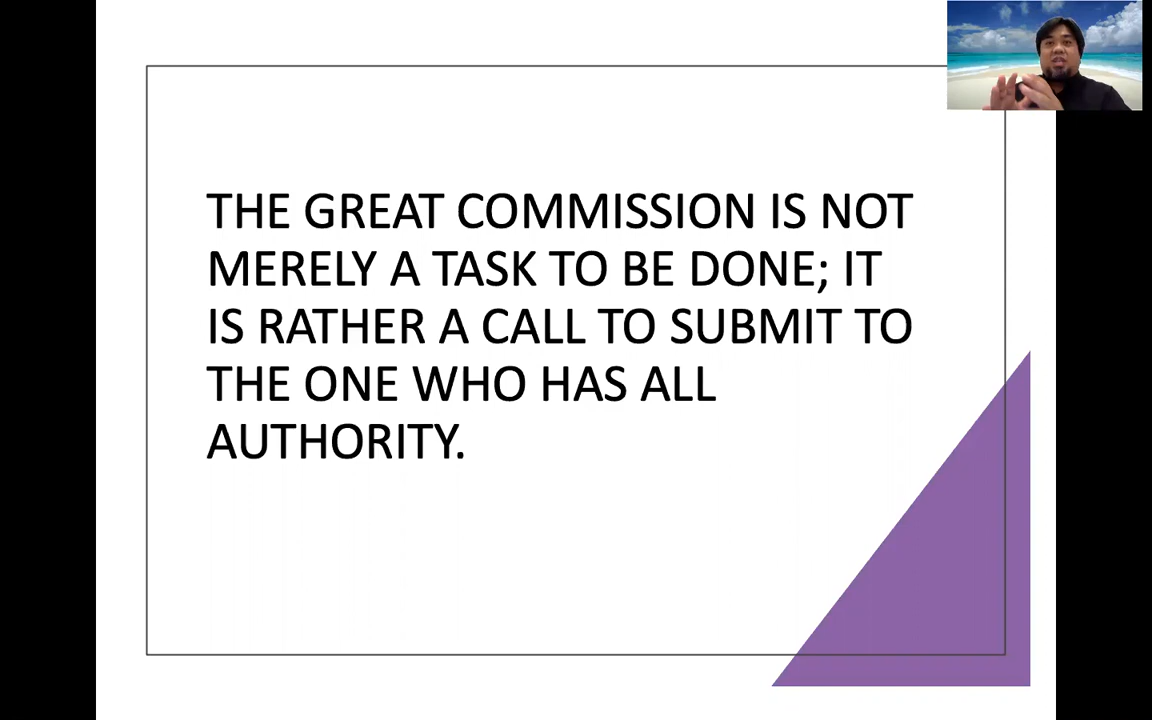 THE GREAT COMMISSION IS NOT
MERELY A TASK TO BE DONE; IT
IS RATHER A CALL TO SUBMIT TO
THE ONE WHO HAS ALL
AUTHORITY.